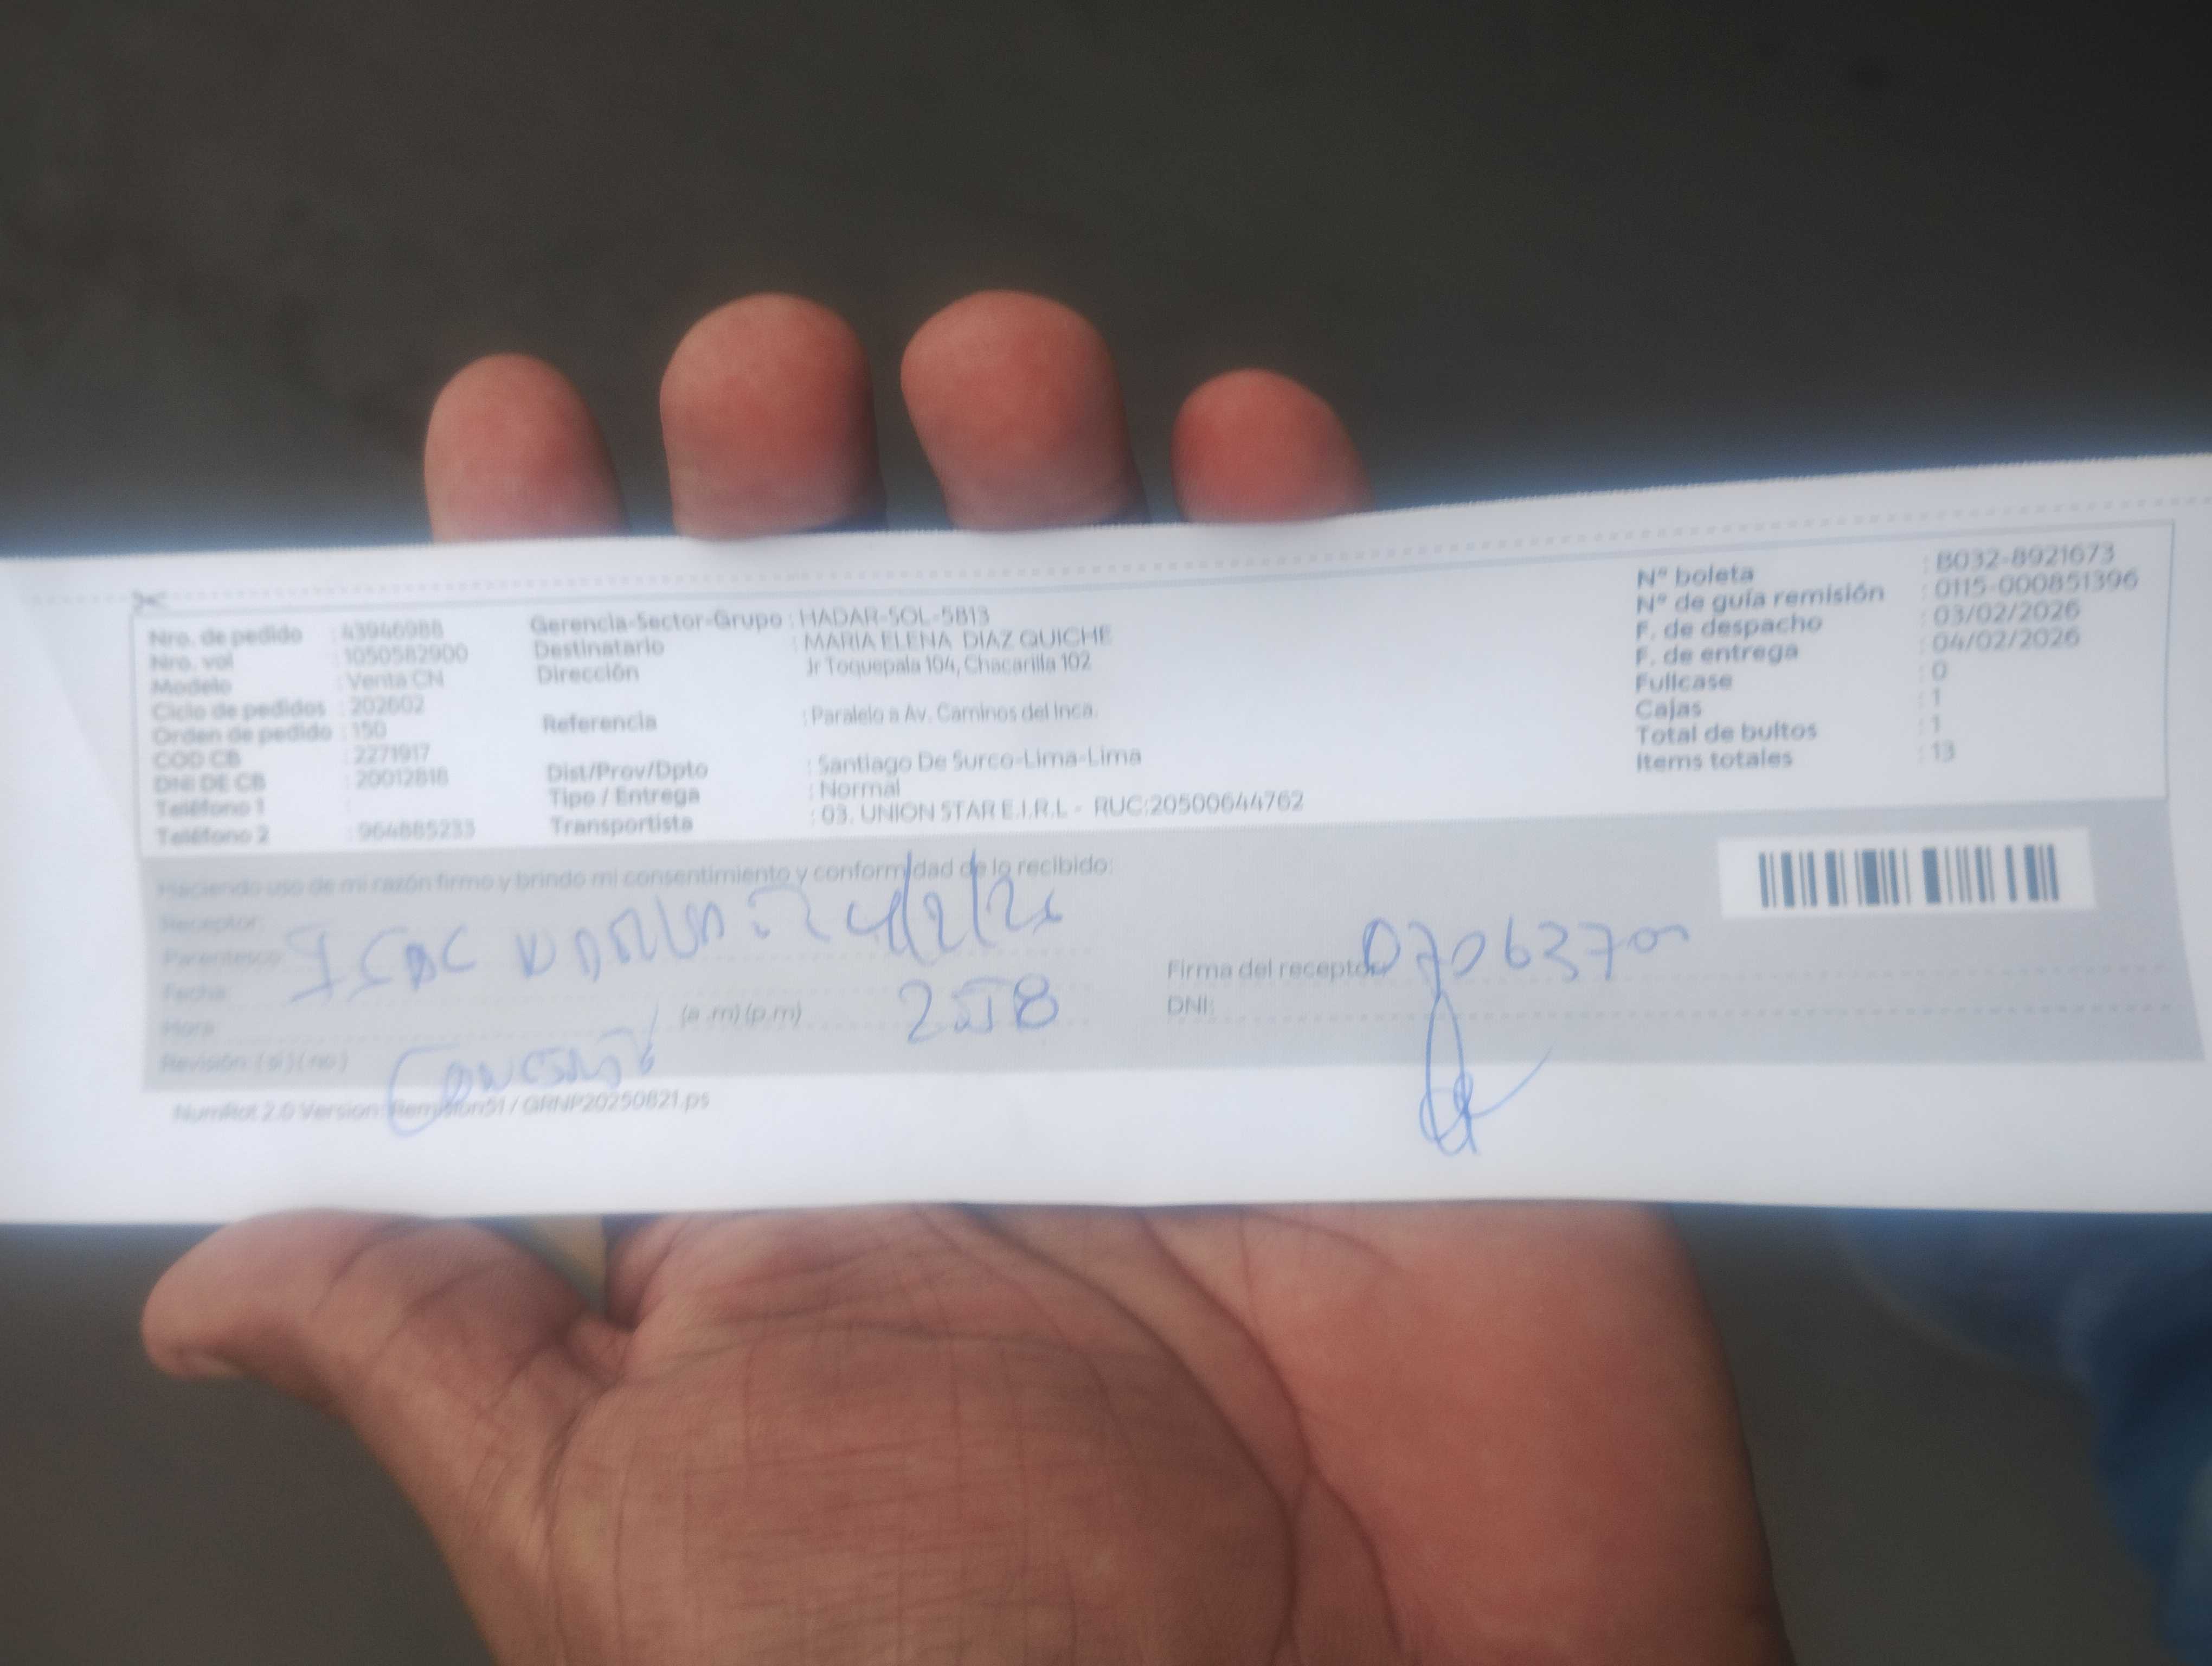 Nro. de pedido : 43946988
Nro. vol : 1050582900
Modelo : Venta CN
Ciclo de pedidos : 202602
Orden de pedido : 150
COD CB : 2271917
DNI DE CB : 20012818
Teléfono 1 :
Teléfono 2 : 964885233
Gerencia-Sector-Grupo : HADAR-SOL-5813
Destinatario : MARIA ELENA DIAZ QUICHE
Dirección : Jr Toquepala 104, Chacarilla 102
Referencia : Paralelo a Av. Caminos del Inca.
Dist/Prov/Dpto : Santiago De Surco-Lima-Lima
Tipo / Entrega : Normal
Transportista : 03. UNION STAR E.I.R.L - RUC:20500644762
N° boleta : B032-8921673
N° de guía remisión : 0115-000851396
F. de despacho : 03/02/2026
F. de entrega : 04/02/2026
Fullcase : 0
Cajas : 1
Total de bultos : 1
Items totales : 13
Haciendo uso de mi razón firmo y brindo mi consentimiento y conformidad de lo recibido:
Receptor:
Parentesco:
4/2/26
Fecha:
Hora: (a .m) (p.m) 258
Revisión: ( si ) ( no )
Firma del receptor:
DNI:
NumRot 2.0 Version: Remision51 / GRNP20250821.ps